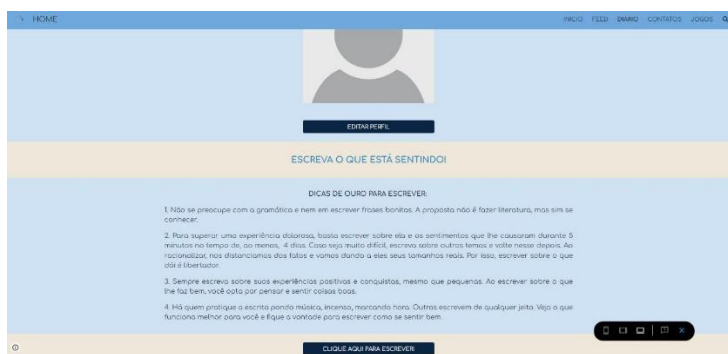 HOME
INICIO FEED DIARIO CONTATOS JOGOS
EDITAR PERFIL
ESCREVA O QUE ESTÁ SENTINDO!
DICAS DE OURO PARA ESCREVER:
1. Não se preocupe com a gramática e nem em escrever frases bonitas. A proposta não é fazer literatura, mas sim se
conhecer.
2. Para superar uma experiência dolorosa, basta escrever sobre ela e os sentimentos que lhe causaram durante 5
minutos no tempo de, ao menos, 4 dias. Caso seja muito difícil, escreva sobre outros temas e volte nesse depois. Ao
racionalizar, nos distanciamos dos fatos e vamos dando a eles seus tamanhos reais. Por isso, escrever sobre o que
dói é libertador.
3. Sempre escreva sobre suas experiências positivas e conquistas, mesmo que pequenas. Ao escrever sobre o que
lhe faz bem, você opta por pensar e sentir coisas boas.
4. Há quem pratique a escrita pondo música, incenso, marcando hora. Outros escrevem de qualquer jeito. Veja o que
funciona melhor para você e fique a vontade para escrever como se sentir bem.
CLIQUE AQUI PARA ESCREVER!